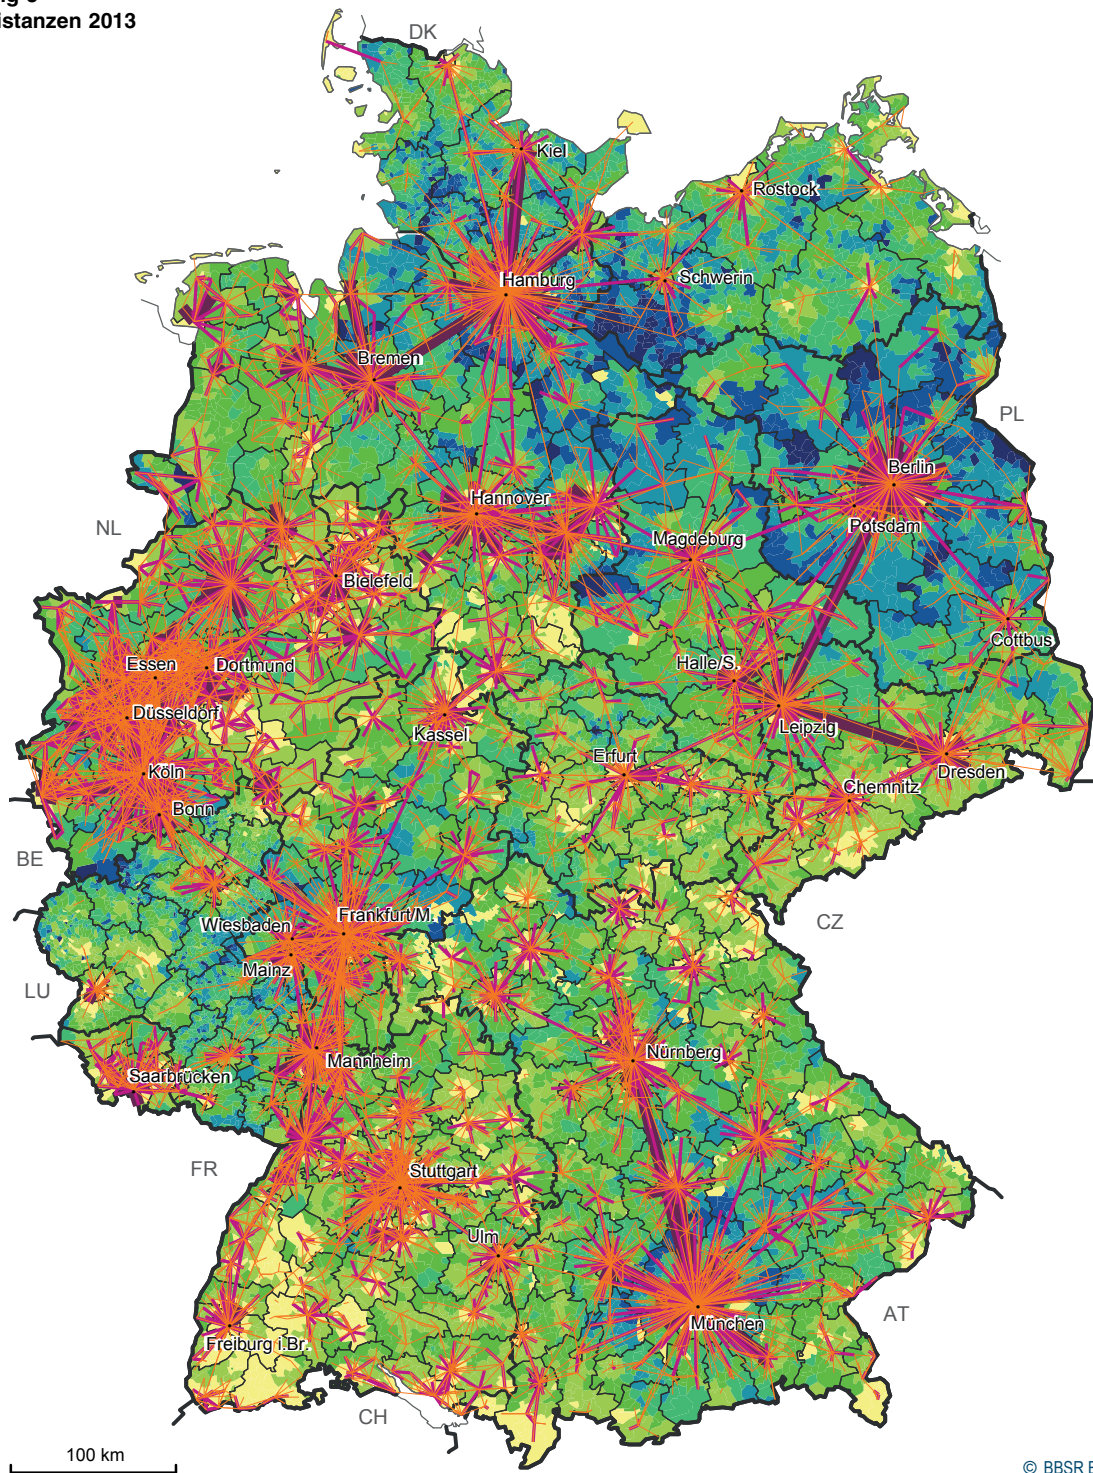 istanzen 2013
DK
Kiel
Rostock
Hamburg
Schwerin
Bremen
PL
Berlin
Hannover
NL
Potsdam
Magdeburg
Bielefeld
Cottbus
Essen
Dortmund
Halle/S.
Düsseldorf
Leipzig
Kassel
Erfurt
Köln
Dresden
Chemnitz
Bonn
BE
Frankfurt/M.
Wiesbaden
CZ
Mainz
LU
Nürnberg
Mannheim
Saarbrücken
FR
Stuttgart
Ulm
AT
München
Freiburg i.Br.
CH
100 km
© BBSR